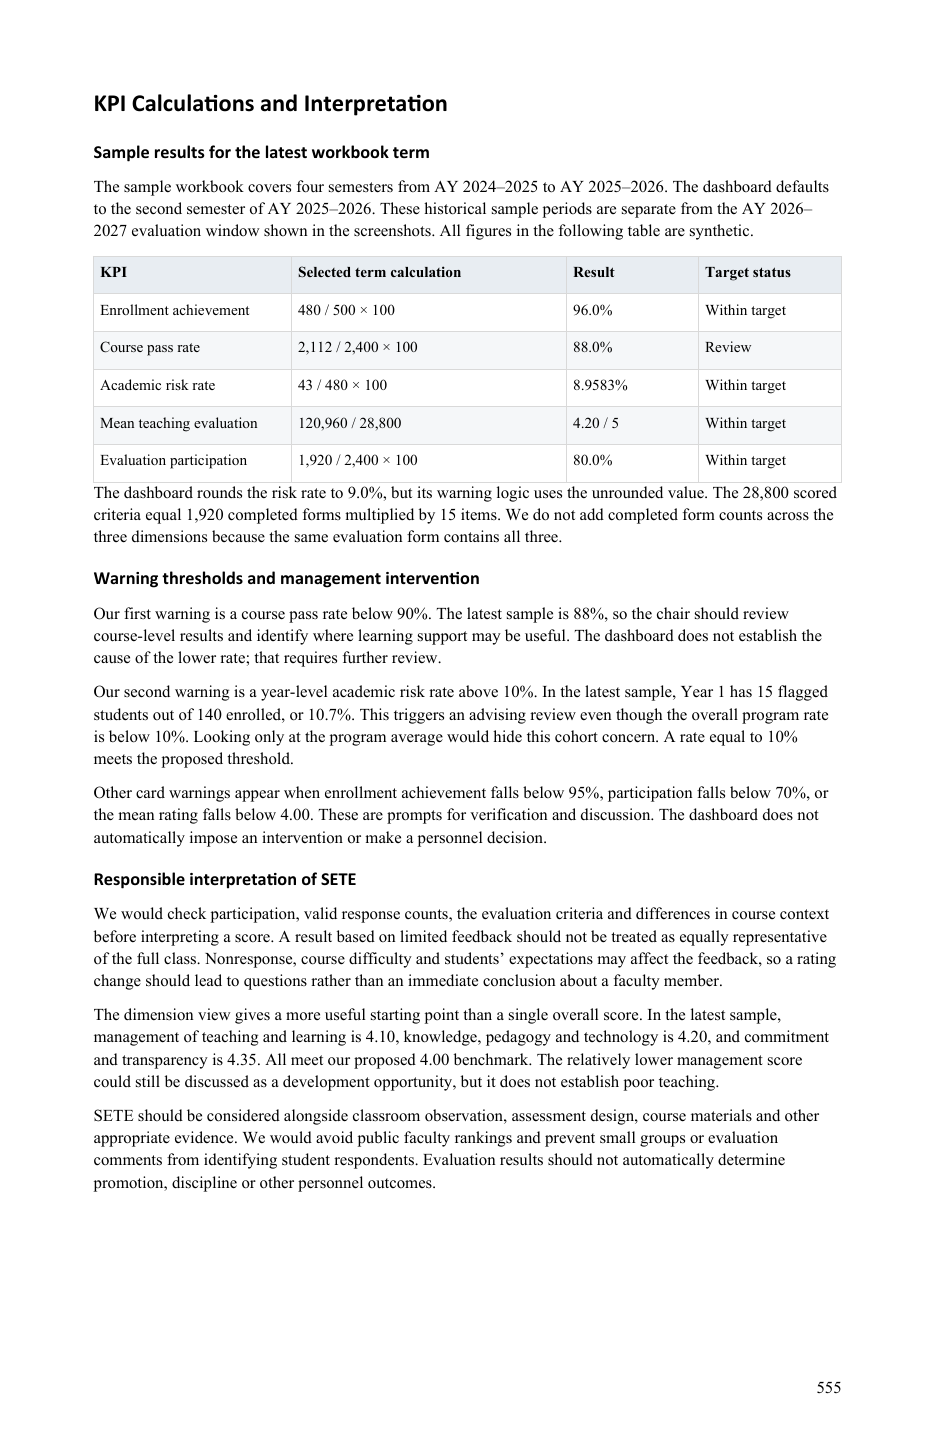 KPI Calculations and Interpretation
Sample results for the latest workbook term
The sample workbook covers four semesters from AY 2024–2025 to AY 2025–2026. The dashboard defaults
to the second semester of AY 2025–2026. These historical sample periods are separate from the AY 2026–
2027 evaluation window shown in the screenshots. All figures in the following table are synthetic.
KPI Selected term calculation Result Target status
Enrollment achievement 480 / 500 × 100 96.0% Within target
Course pass rate 2,112 / 2,400 × 100 88.0% Review
Academic risk rate 43 / 480 × 100 8.9583% Within target
Mean teaching evaluation 120,960 / 28,800 4.20 / 5 Within target
Evaluation participation 1,920 / 2,400 × 100 80.0% Within target
The dashboard rounds the risk rate to 9.0%, but its warning logic uses the unrounded value. The 28,800 scored
criteria equal 1,920 completed forms multiplied by 15 items. We do not add completed form counts across the
three dimensions because the same evaluation form contains all three.
Warning thresholds and management intervention
Our first warning is a course pass rate below 90%. The latest sample is 88%, so the chair should review
course-level results and identify where learning support may be useful. The dashboard does not establish the
cause of the lower rate; that requires further review.
Our second warning is a year-level academic risk rate above 10%. In the latest sample, Year 1 has 15 flagged
students out of 140 enrolled, or 10.7%. This triggers an advising review even though the overall program rate
is below 10%. Looking only at the program average would hide this cohort concern. A rate equal to 10%
meets the proposed threshold.
Other card warnings appear when enrollment achievement falls below 95%, participation falls below 70%, or
the mean rating falls below 4.00. These are prompts for verification and discussion. The dashboard does not
automatically impose an intervention or make a personnel decision.
Responsible interpretation of SETE
We would check participation, valid response counts, the evaluation criteria and differences in course context
before interpreting a score. A result based on limited feedback should not be treated as equally representative
of the full class. Nonresponse, course difficulty and students’ expectations may affect the feedback, so a rating
change should lead to questions rather than an immediate conclusion about a faculty member.
The dimension view gives a more useful starting point than a single overall score. In the latest sample,
management of teaching and learning is 4.10, knowledge, pedagogy and technology is 4.20, and commitment
and transparency is 4.35. All meet our proposed 4.00 benchmark. The relatively lower management score
could still be discussed as a development opportunity, but it does not establish poor teaching.
SETE should be considered alongside classroom observation, assessment design, course materials and other
appropriate evidence. We would avoid public faculty rankings and prevent small groups or evaluation
comments from identifying student respondents. Evaluation results should not automatically determine
promotion, discipline or other personnel outcomes.
555